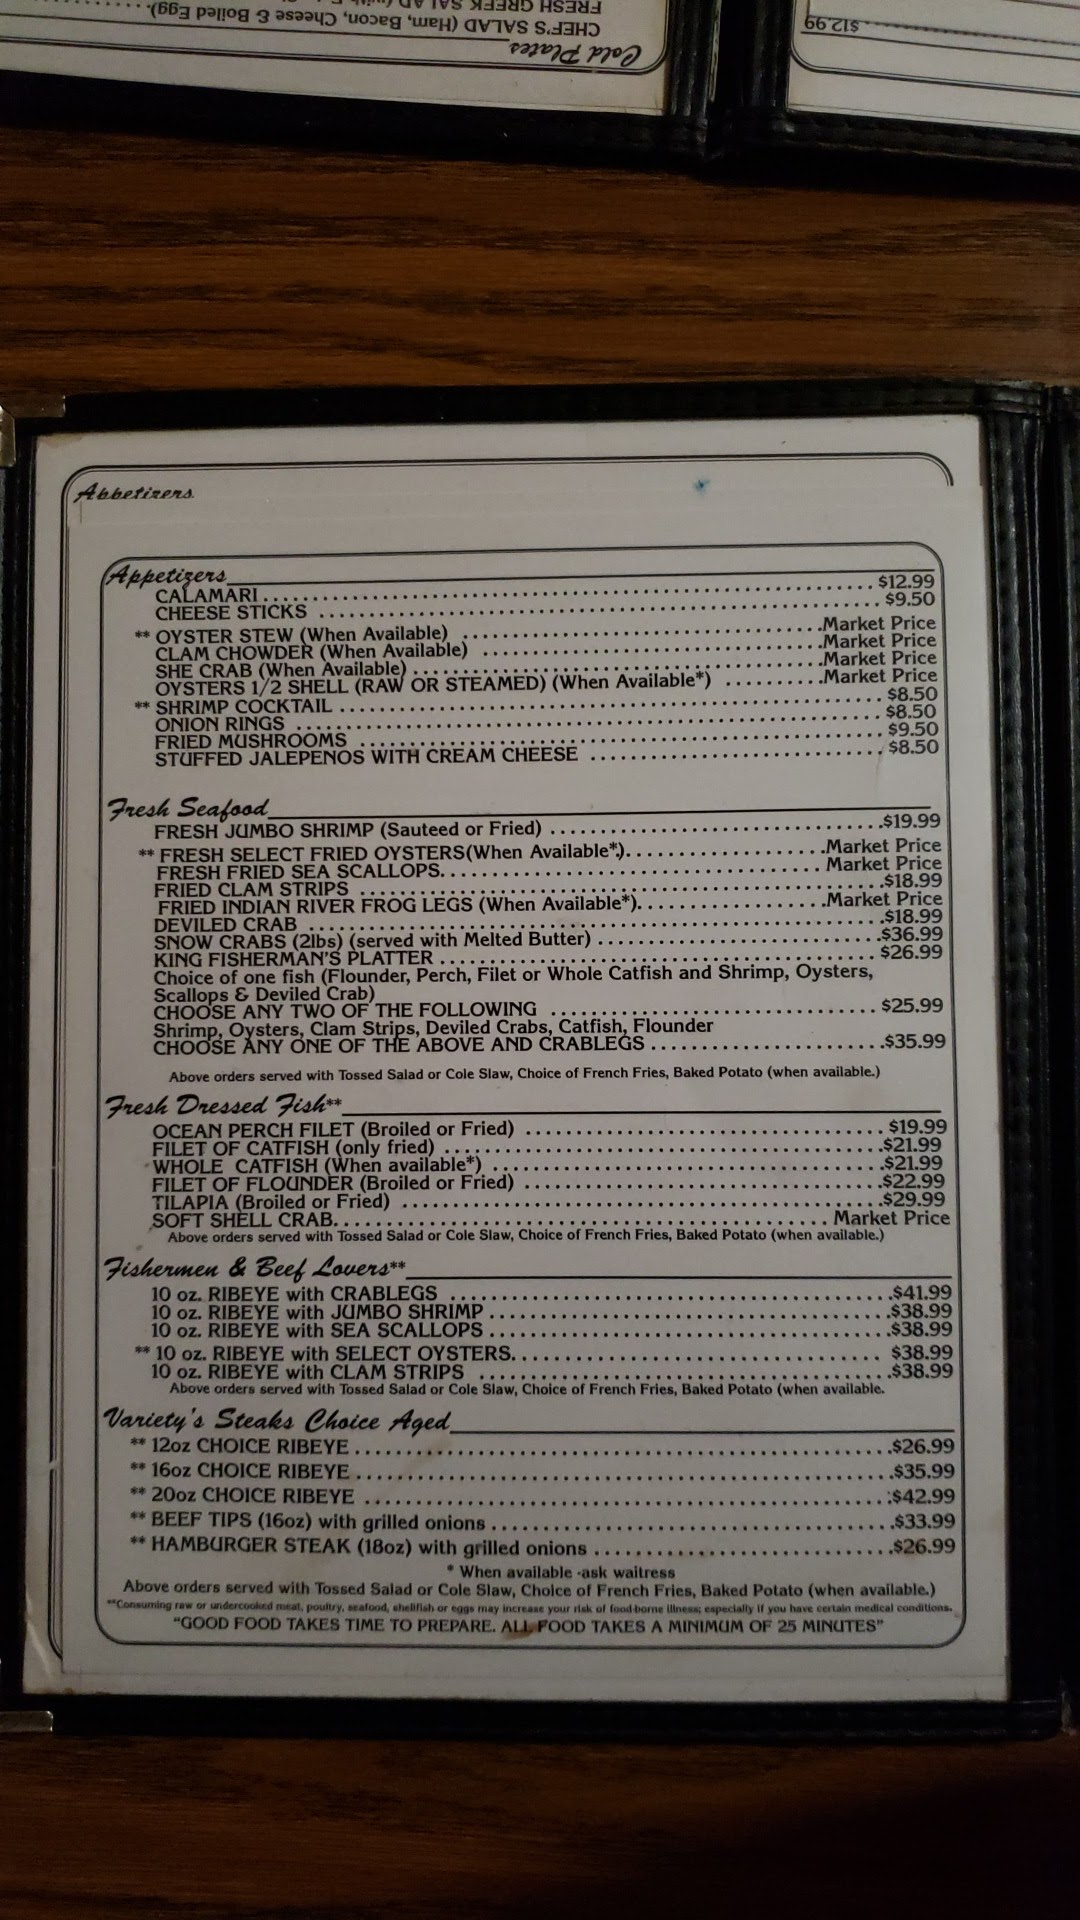 FRESH GREEK SALAD
CHEF'S SALAD (Ham, Bacon, Cheese & Boiled Egg).
Cold Plates
$12.99
Appetizers
Appetizers
CALAMARI $12.99
CHEESE STICKS $9.50
** OYSTER STEW (When Available) Market Price
CLAM CHOWDER (When Available) Market Price
SHE CRAB (When Available) Market Price
OYSTERS 1/2 SHELL (RAW OR STEAMED) (When Available*) Market Price
** SHRIMP COCKTAIL $8.50
ONION RINGS $8.50
FRIED MUSHROOMS $9.50
STUFFED JALEPENOS WITH CREAM CHEESE $8.50
Fresh Seafood
FRESH JUMBO SHRIMP (Sauteed or Fried) $19.99
** FRESH SELECT FRIED OYSTERS(When Available*) Market Price
FRESH FRIED SEA SCALLOPS Market Price
FRIED CLAM STRIPS $18.99
FRIED INDIAN RIVER FROG LEGS (When Available*) Market Price
DEVILED CRAB $18.99
SNOW CRABS (2lbs) (served with Melted Butter) $36.99
KING FISHERMAN'S PLATTER $26.99
Choice of one fish (Flounder, Perch, Filet or Whole Catfish and Shrimp, Oysters,
Scallops & Deviled Crab)
CHOOSE ANY TWO OF THE FOLLOWING $25.99
Shrimp, Oysters, Clam Strips, Deviled Crabs, Catfish, Flounder
CHOOSE ANY ONE OF THE ABOVE AND CRABLEGS $35.99
Above orders served with Tossed Salad or Cole Slaw, Choice of French Fries, Baked Potato (when available.)
Fresh Dressed Fish**
OCEAN PERCH FILET (Broiled or Fried) $19.99
FILET OF CATFISH (only fried) $21.99
WHOLE CATFISH (When available*) $21.99
FILET OF FLOUNDER (Broiled or Fried) $22.99
TILAPIA (Broiled or Fried) $29.99
SOFT SHELL CRAB Market Price
Above orders served with Tossed Salad or Cole Slaw, Choice of French Fries, Baked Potato (when available.)
Fishermen & Beef Lovers**
10 oz. RIBEYE with CRABLEGS $41.99
10 oz. RIBEYE with JUMBO SHRIMP $38.99
10 oz. RIBEYE with SEA SCALLOPS $38.99
** 10 oz. RIBEYE with SELECT OYSTERS $38.99
10 oz. RIBEYE with CLAM STRIPS $38.99
Above orders served with Tossed Salad or Cole Slaw, Choice of French Fries, Baked Potato (when available.
Variety's Steaks Choice Aged
** 12oz CHOICE RIBEYE $26.99
** 16oz CHOICE RIBEYE $35.99
** 20oz CHOICE RIBEYE $42.99
** BEEF TIPS (16oz) with grilled onions $33.99
** HAMBURGER STEAK (18oz) with grilled onions $26.99
* When available -ask waitress
Above orders served with Tossed Salad or Cole Slaw, Choice of French Fries, Baked Potato (when available.)
**Consuming raw or undercooked meat, poultry, seafood, shellfish or eggs may increase your risk of food-borne illness; especially if you have certain medical conditions.
"GOOD FOOD TAKES TIME TO PREPARE. ALL FOOD TAKES A MINIMUM OF 25 MINUTES"